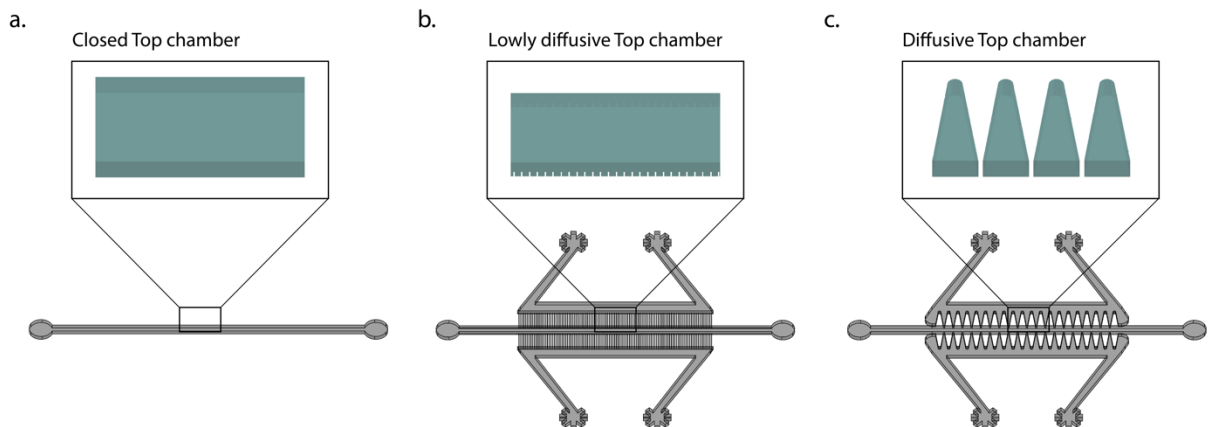 a.
Closed Top chamber
b.
Lowly diffusive Top chamber
c.
Diffusive Top chamber